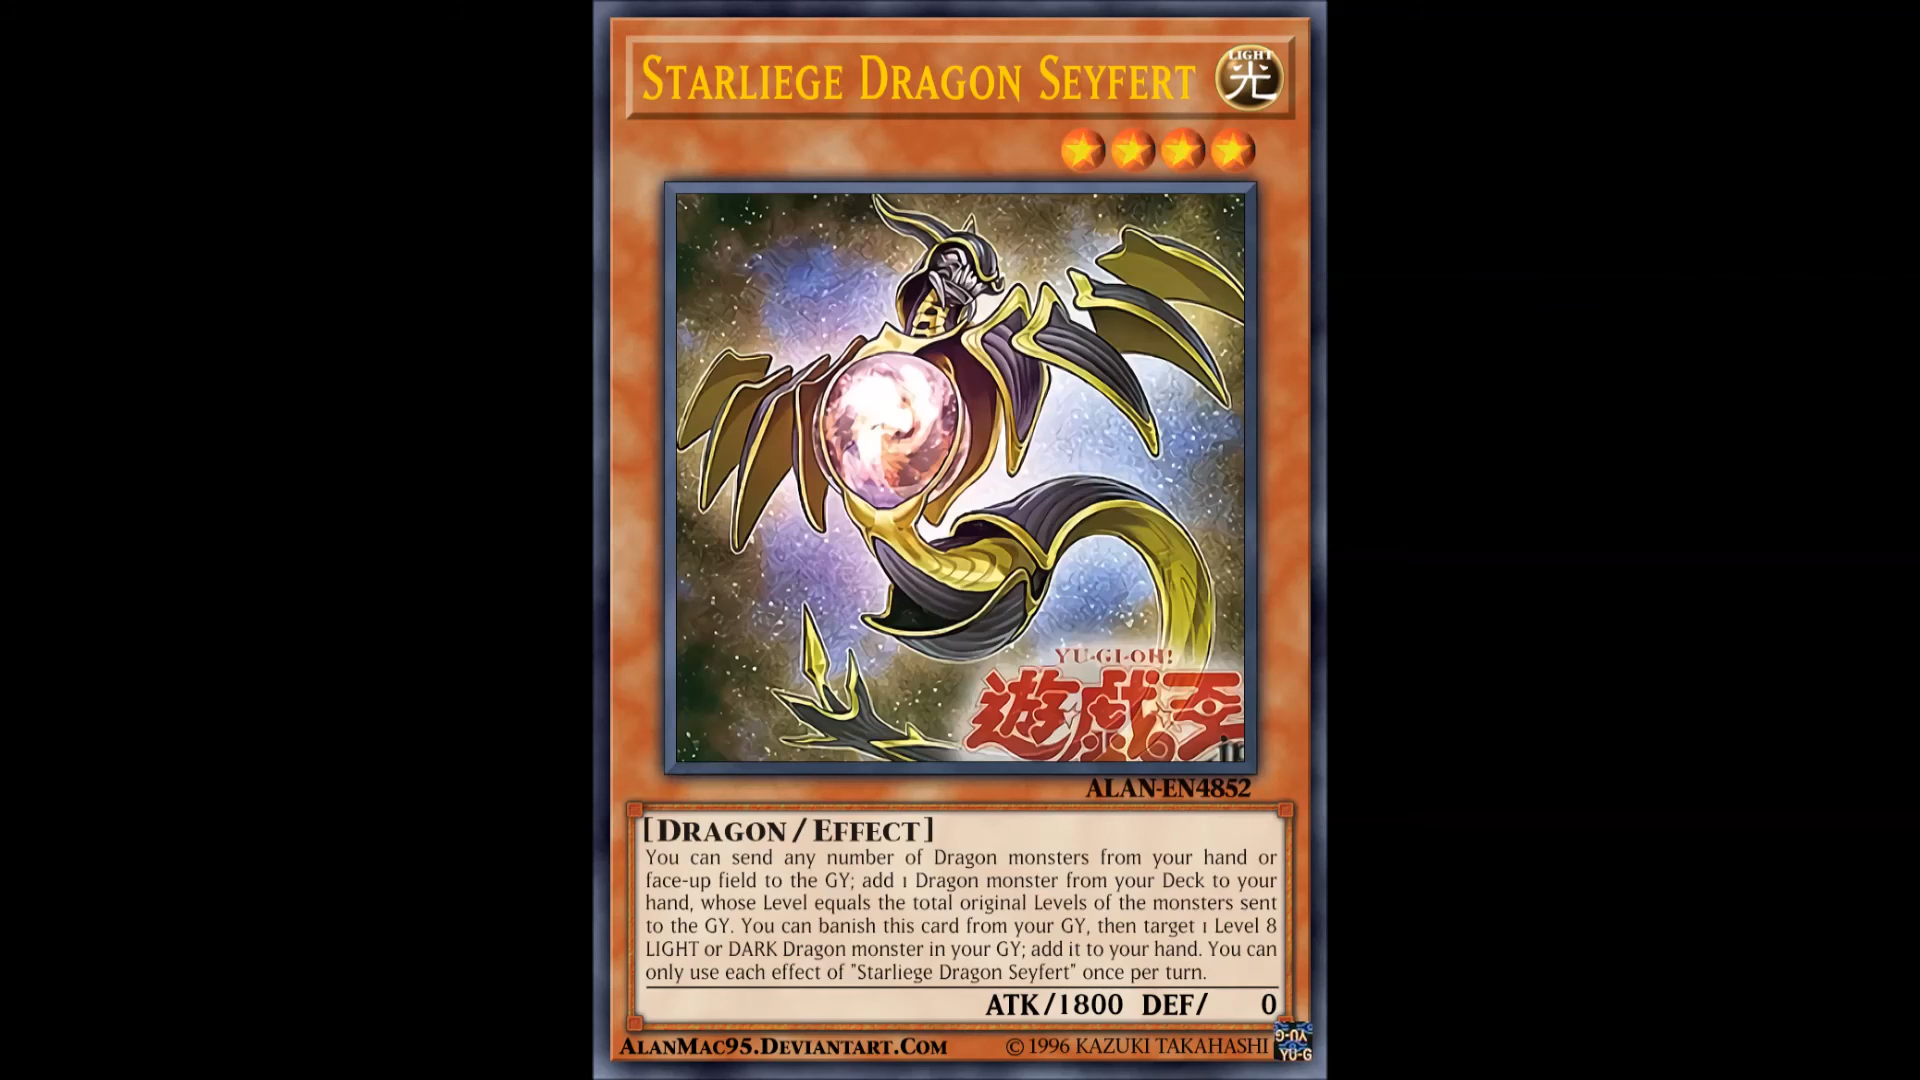 STARLIEGE DRAGON SEYFERT
LIGHT
光
YU-GI-OH!
遊戯王
ALAN-EN4852
[DRAGON / EFFECT]
You can send any number of Dragon monsters from your hand or
face-up field to the GY; add 1 Dragon monster from your Deck to your
hand, whose Level equals the total original Levels of the monsters sent
to the GY. You can banish this card from your GY, then target 1 Level 8
LIGHT or DARK Dragon monster in your GY; add it to your hand. You can
only use each effect of "Starliege Dragon Seyfert" once per turn.
ATK/1800 DEF/ 0
ALANMAC95.DEVIANTART.COM
© 1996 KAZUKI TAKAHASHI